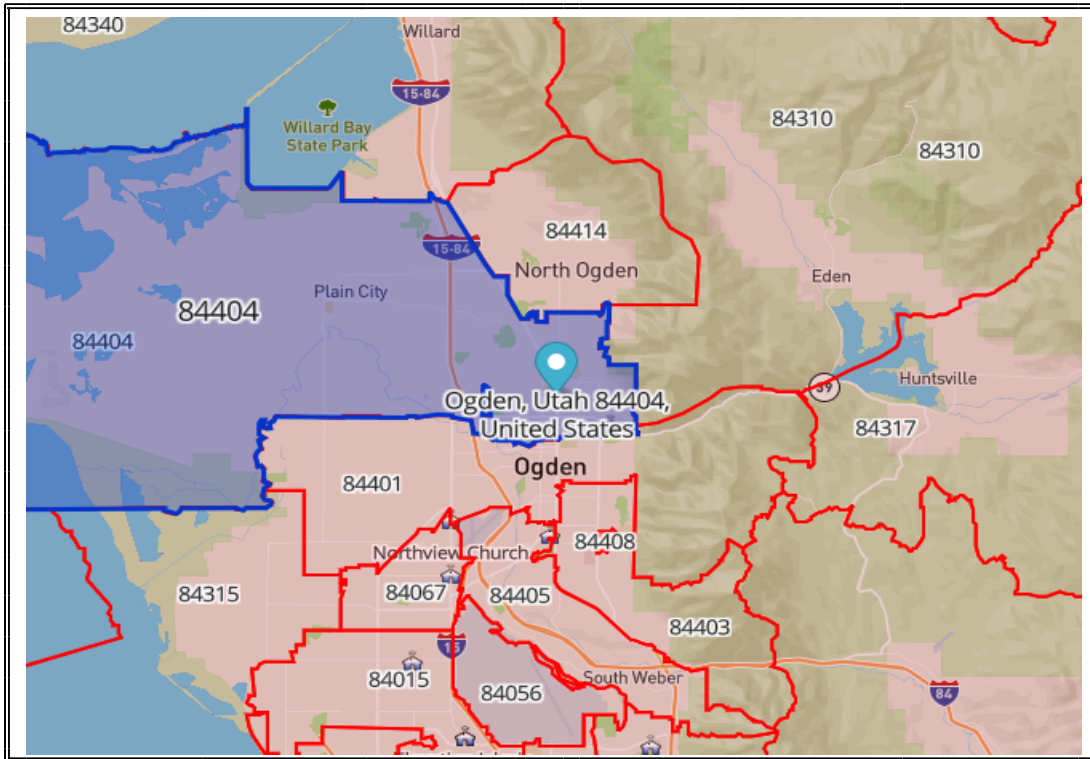 84340
Willard
15-84
Willard Bay
State Park
84310
84310
84414
15-84
North Ogden
Eden
Plain City
84404
84404
39
Huntsville
Ogden, Utah 84404,
United States
84317
Ogden
84401
84408
Northview Church
84315
84067
84405
84403
15
84015
South Weber
84056
84